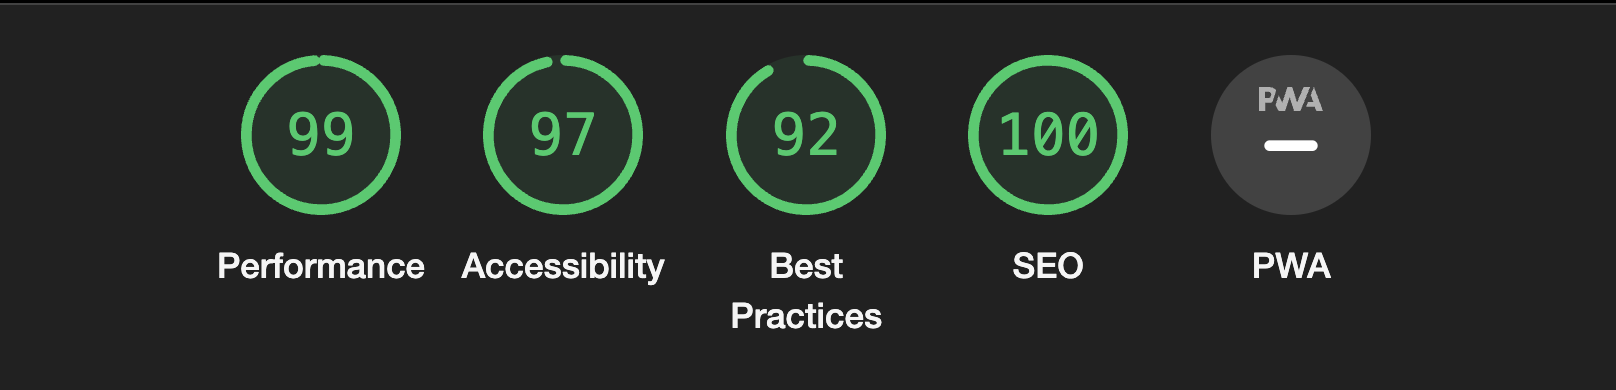 99
97
92
100
PWA
Performance
Accessibility
Best
Practices
SEO
PWA